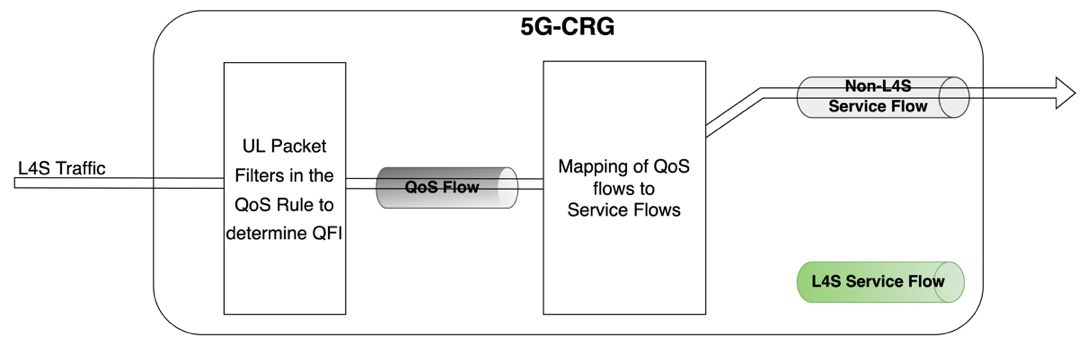 5G-CRG
L4S Traffic
UL Packet
Filters in the
QoS Rule to
determine QFI
QoS Flow
Mapping of QoS
flows to
Service Flows
Non-L4S
Service Flow
L4S Service Flow